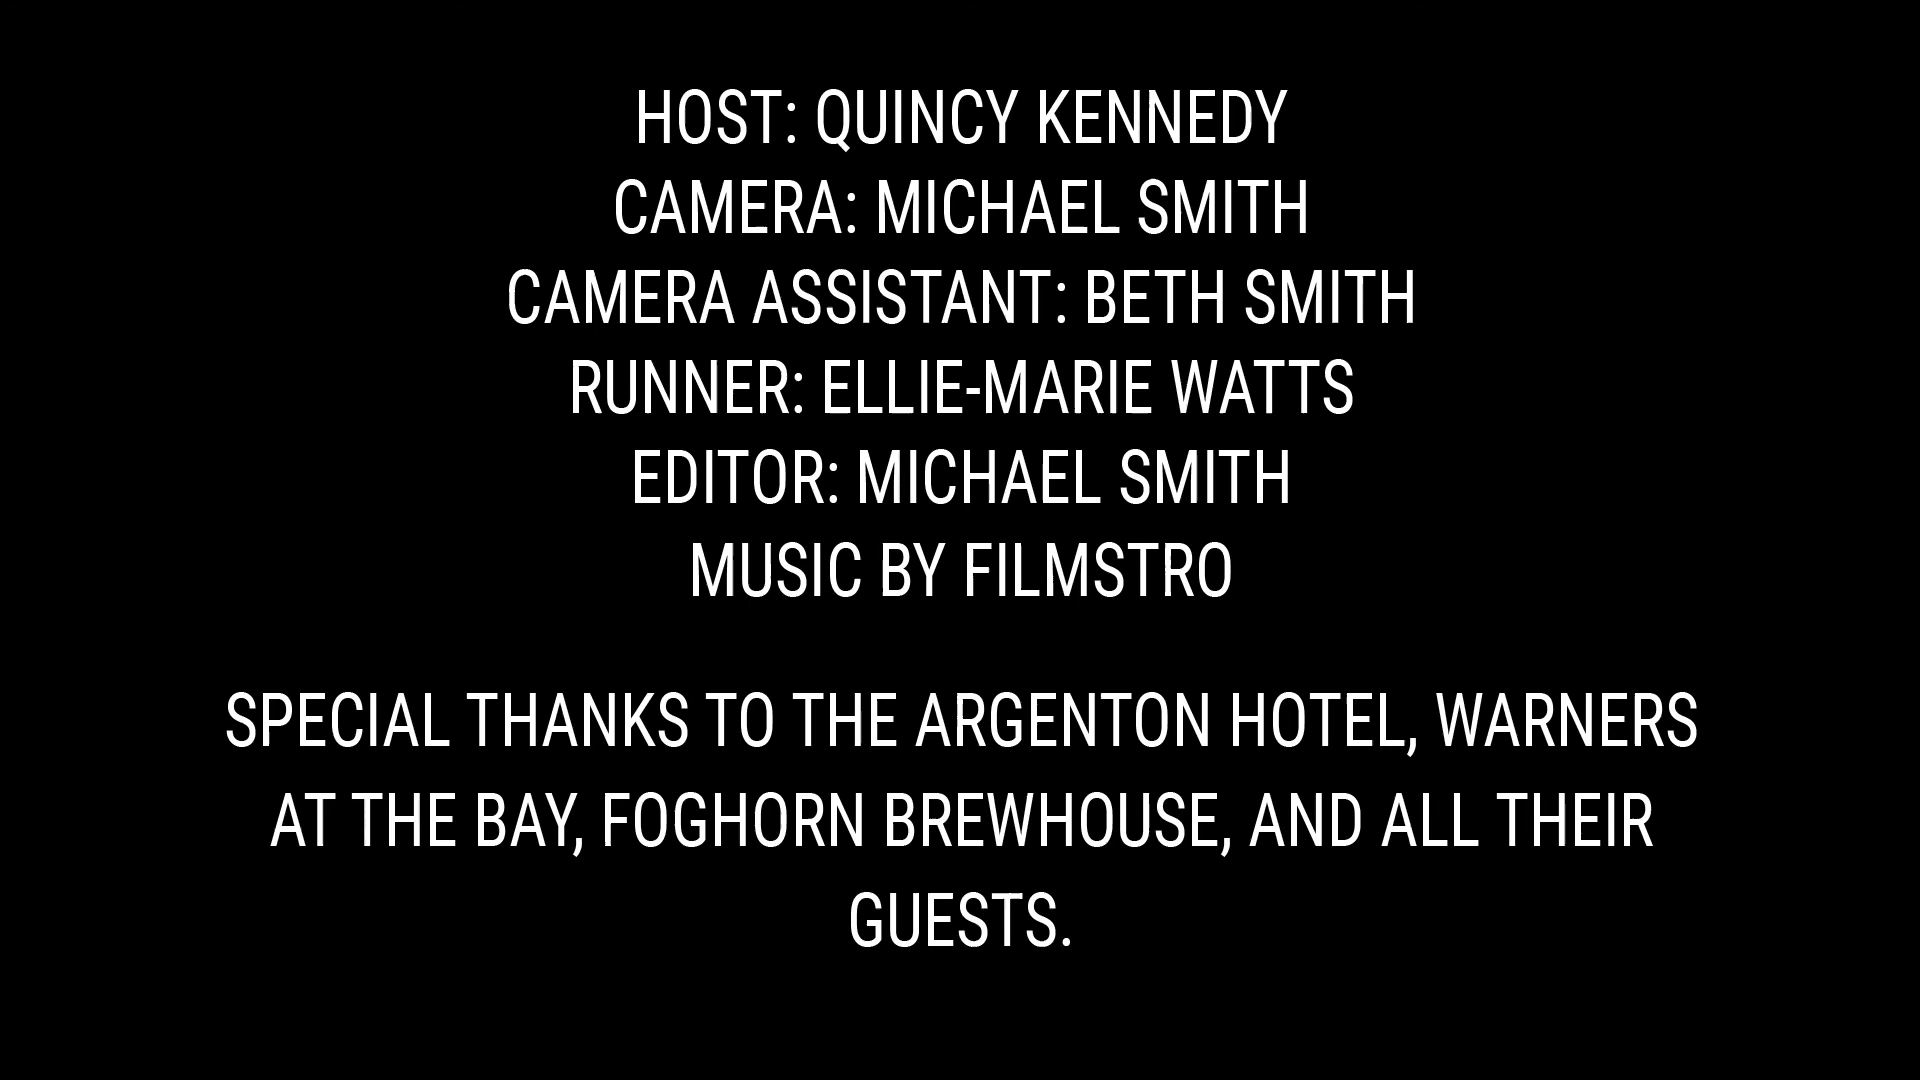 HOST: QUINCY KENNEDY
CAMERA: MICHAEL SMITH
CAMERA ASSISTANT: BETH SMITH
RUNNER: ELLIE-MARIE WATTS
EDITOR: MICHAEL SMITH
MUSIC BY FILMSTRO
SPECIAL THANKS TO THE ARGENTON HOTEL, WARNERS
AT THE BAY, FOGHORN BREWHOUSE, AND ALL THEIR
GUESTS.